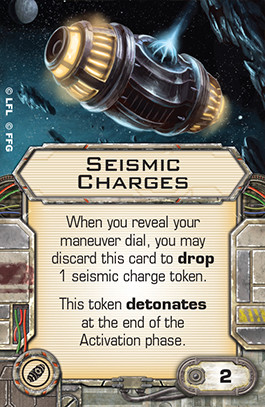 © LFL © FFG
SEISMIC
CHARGES
When you reveal your
maneuver dial, you may
discard this card to drop
1 seismic charge token.
This token detonates
at the end of the
Activation phase.
2